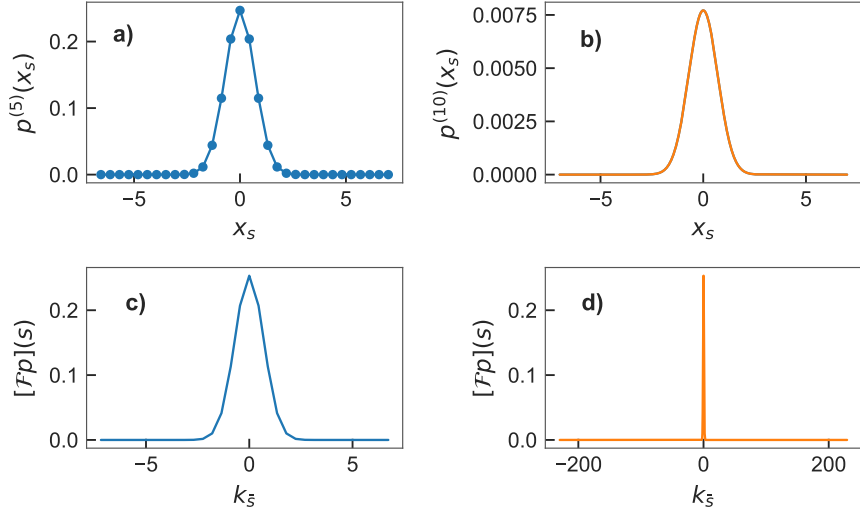 a)
p^{(5)}(x_s)
0.2
0.1
0.0
−5 0 5
x_s
b)
p^{(10)}(x_s)
0.0075
0.0050
0.0025
0.0000
−5 0 5
x_s
c)
[ℱp](s)
0.2
0.1
0.0
−5 0 5
k_{s̄}
d)
[ℱp](s)
0.2
0.1
0.0
−200 0 200
k_{s̄}